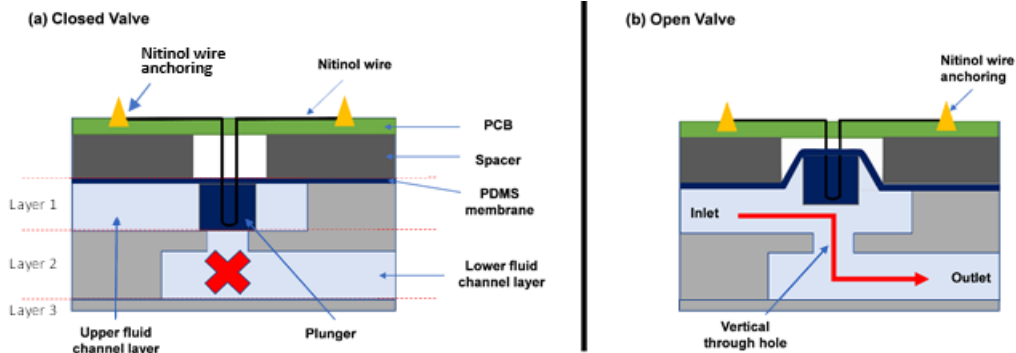 (a) Closed Valve
Nitinol wire
anchoring
Nitinol wire
PCB
Spacer
PDMS
membrane
Layer 1
Layer 2
Lower fluid
channel layer
Layer 3
Upper fluid
channel layer
Plunger
(b) Open Valve
Nitinol wire
anchoring
Inlet
Outlet
Vertical
through hole